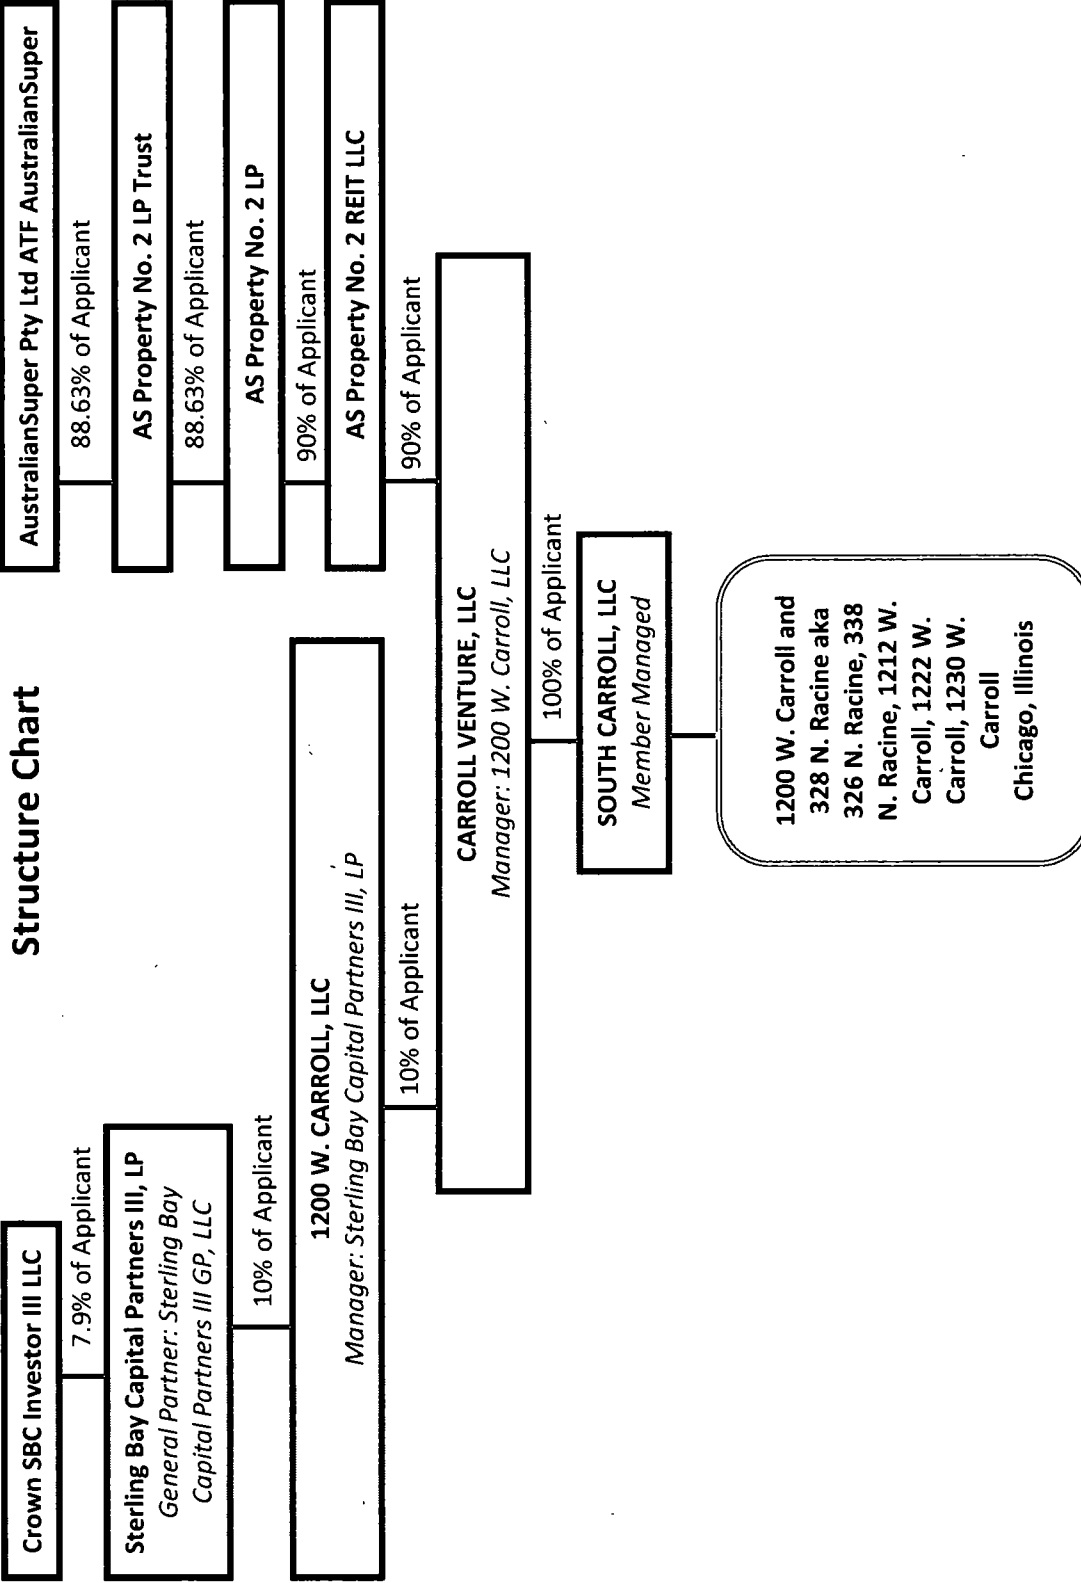 Structure Chart
Crown SBC Investor III LLC
7.9% of Applicant
Sterling Bay Capital Partners III, LP
General Partner: Sterling Bay
Capital Partners III GP, LLC
10% of Applicant
1200 W. CARROLL, LLC
Manager: Sterling Bay Capital Partners III, LP
10% of Applicant
AustralianSuper Pty Ltd ATF AustralianSuper
88.63% of Applicant
AS Property No. 2 LP Trust
88.63% of Applicant
AS Property No. 2 LP
90% of Applicant
AS Property No. 2 REIT LLC
90% of Applicant
CARROLL VENTURE, LLC
Manager: 1200 W. Carroll, LLC
100% of Applicant
SOUTH CARROLL, LLC
Member Managed
1200 W. Carroll and
328 N. Racine aka
326 N. Racine, 338
N. Racine, 1212 W.
Carroll, 1222 W.
Carroll, 1230 W.
Carroll
Chicago, Illinois